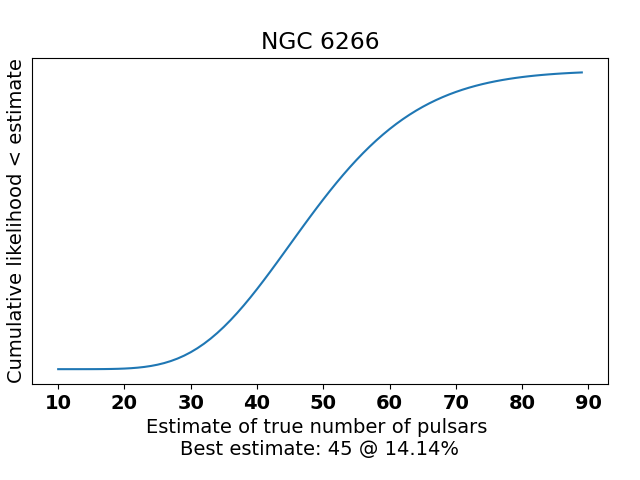 NGC 6266
Cumulative likelihood < estimate
10 20 30 40 50 60 70 80 90
Estimate of true number of pulsars
Best estimate: 45 @ 14.14%